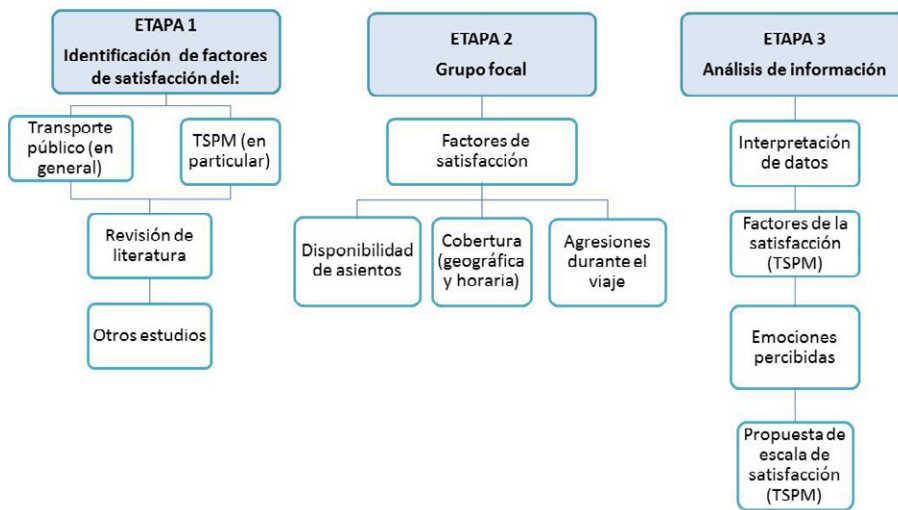 ETAPA 1
Identificación de factores
de satisfacción del:
Transporte
público (en
general)
TSPM (en
particular)
Revisión de
literatura
Otros estudios
ETAPA 2
Grupo focal
Factores de
satisfacción
Disponibilidad
de asientos
Cobertura
(geográfica
y horaria)
Agresiones
durante el
viaje
ETAPA 3
Análisis de información
Interpretación
de datos
Factores de la
satisfacción
(TSPM)
Emociones
percibidas
Propuesta de
escala de
satisfacción
(TSPM)